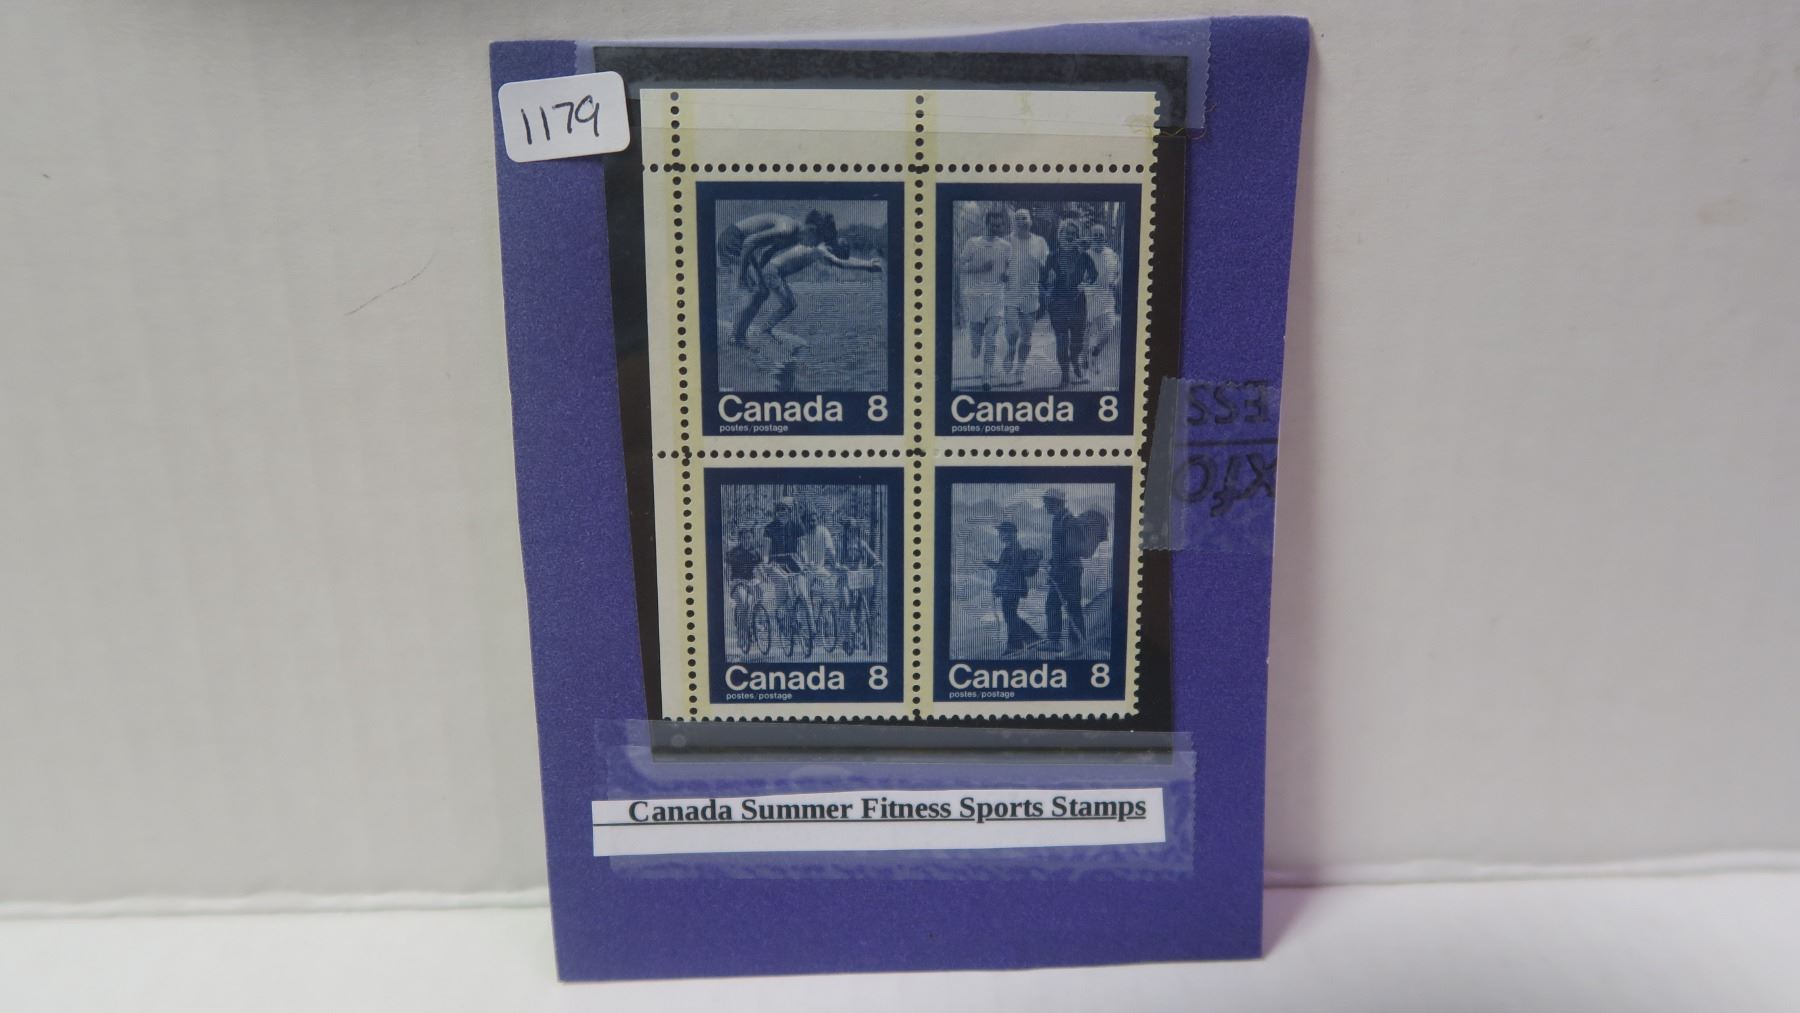 1179
Canada 8
postes/postage
Canada 8
postes/postage
Canada 8
postes/postage
Canada 8
postes/postage
ESS
Canada Summer Fitness Sports Stamps